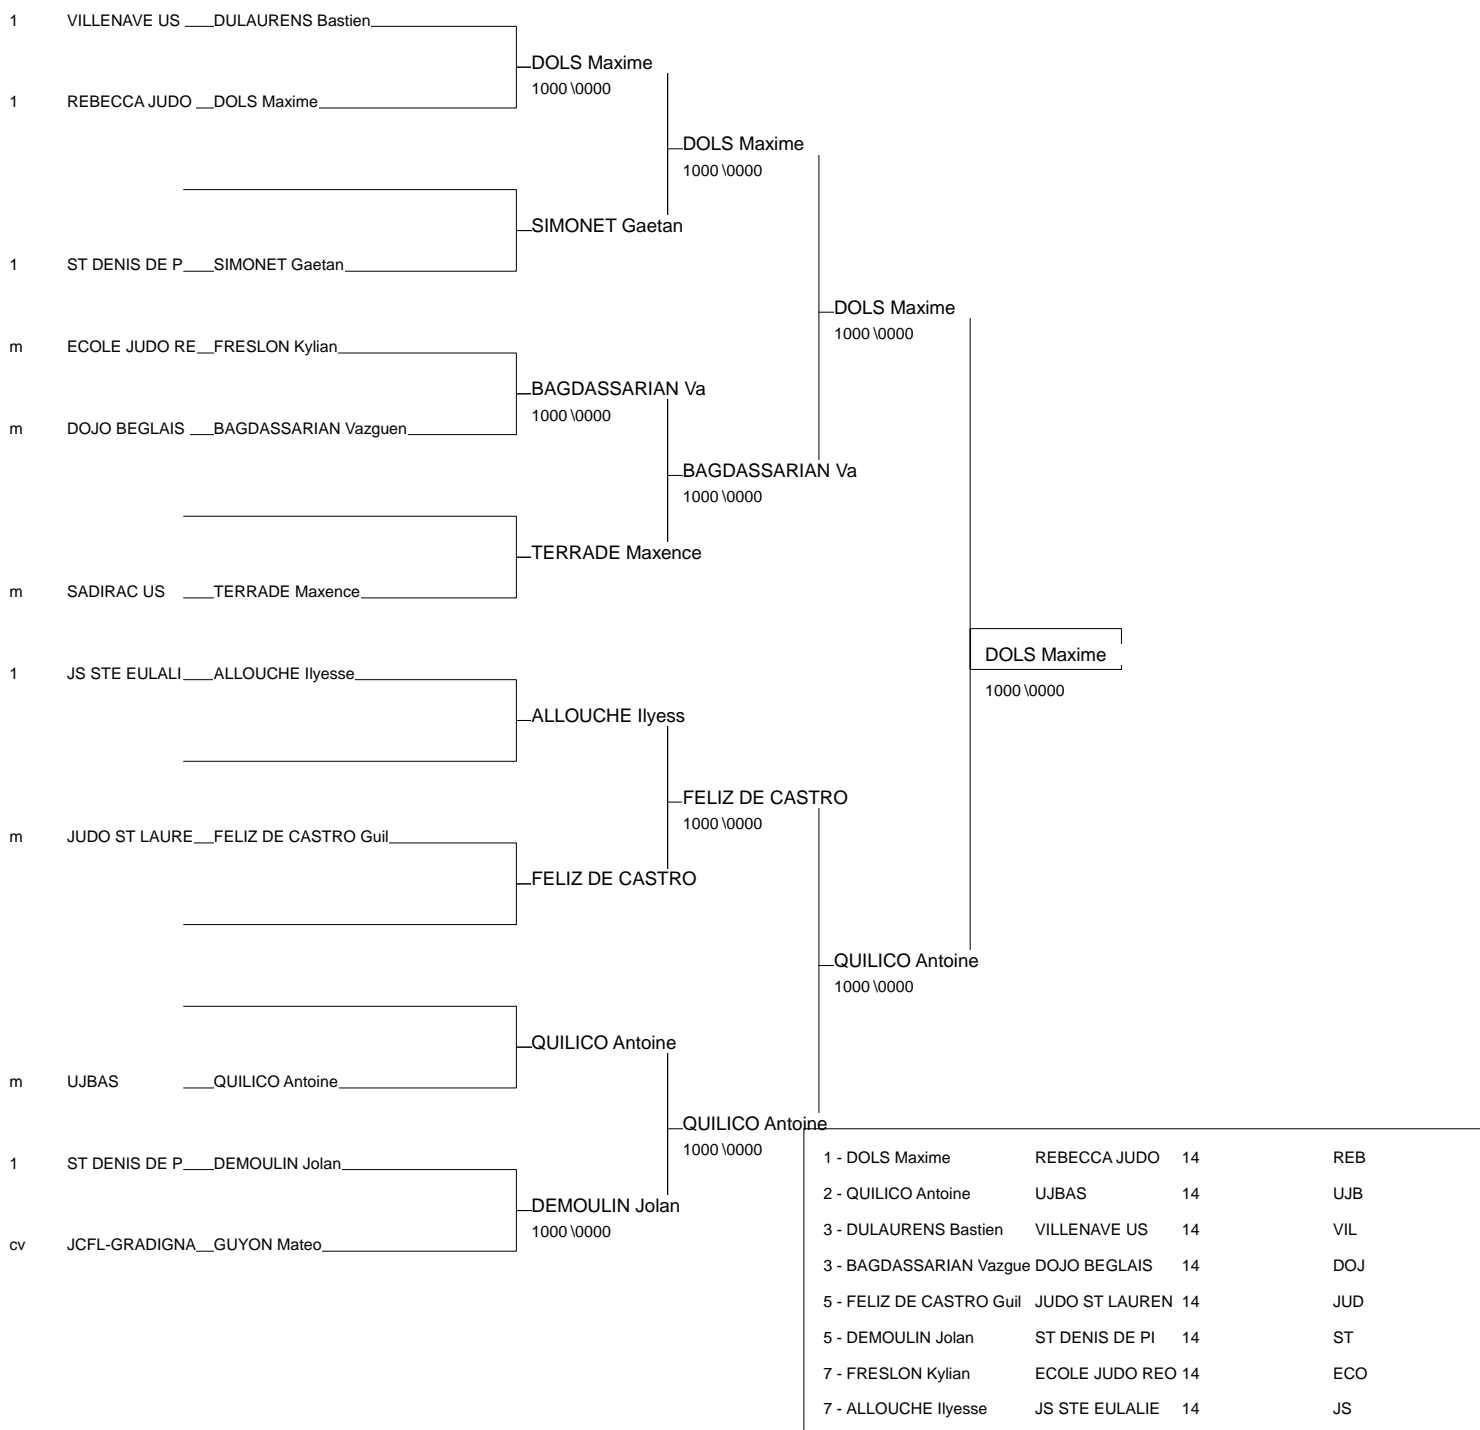 1 VILLENAVE US DULAURENS Bastien
DOLS Maxime
1000 \0000
1 REBECCA JUDO DOLS Maxime
DOLS Maxime
1000 \0000
SIMONET Gaetan
1 ST DENIS DE P SIMONET Gaetan
DOLS Maxime
1000 \0000
m ECOLE JUDO RE FRESLON Kylian
BAGDASSARIAN Va
1000 \0000
m DOJO BEGLAIS BAGDASSARIAN Vazguen
BAGDASSARIAN Va
1000 \0000
TERRADE Maxence
m SADIRAC US TERRADE Maxence
DOLS Maxime
1000 \0000
1 JS STE EULALI ALLOUCHE Ilyesse
ALLOUCHE Ilyess
FELIZ DE CASTRO
1000 \0000
m JUDO ST LAURE FELIZ DE CASTRO Guil
FELIZ DE CASTRO
QUILICO Antoine
1000 \0000
QUILICO Antoine
m UJBAS QUILICO Antoine
QUILICO Antoine
1000 \0000
1 ST DENIS DE P DEMOULIN Jolan
DEMOULIN Jolan
1000 \0000
cv JCFL-GRADIGNA GUYON Mateo
1 - DOLS Maxime REBECCA JUDO 14 REB
2 - QUILICO Antoine UJBAS 14 UJB
3 - DULAURENS Bastien VILLENAVE US 14 VIL
3 - BAGDASSARIAN Vazgue DOJO BEGLAIS 14 DOJ
5 - FELIZ DE CASTRO Guil JUDO ST LAUREN 14 JUD
5 - DEMOULIN Jolan ST DENIS DE PI 14 ST
7 - FRESLON Kylian ECOLE JUDO REO 14 ECO
7 - ALLOUCHE Ilyesse JS STE EULALIE 14 JS